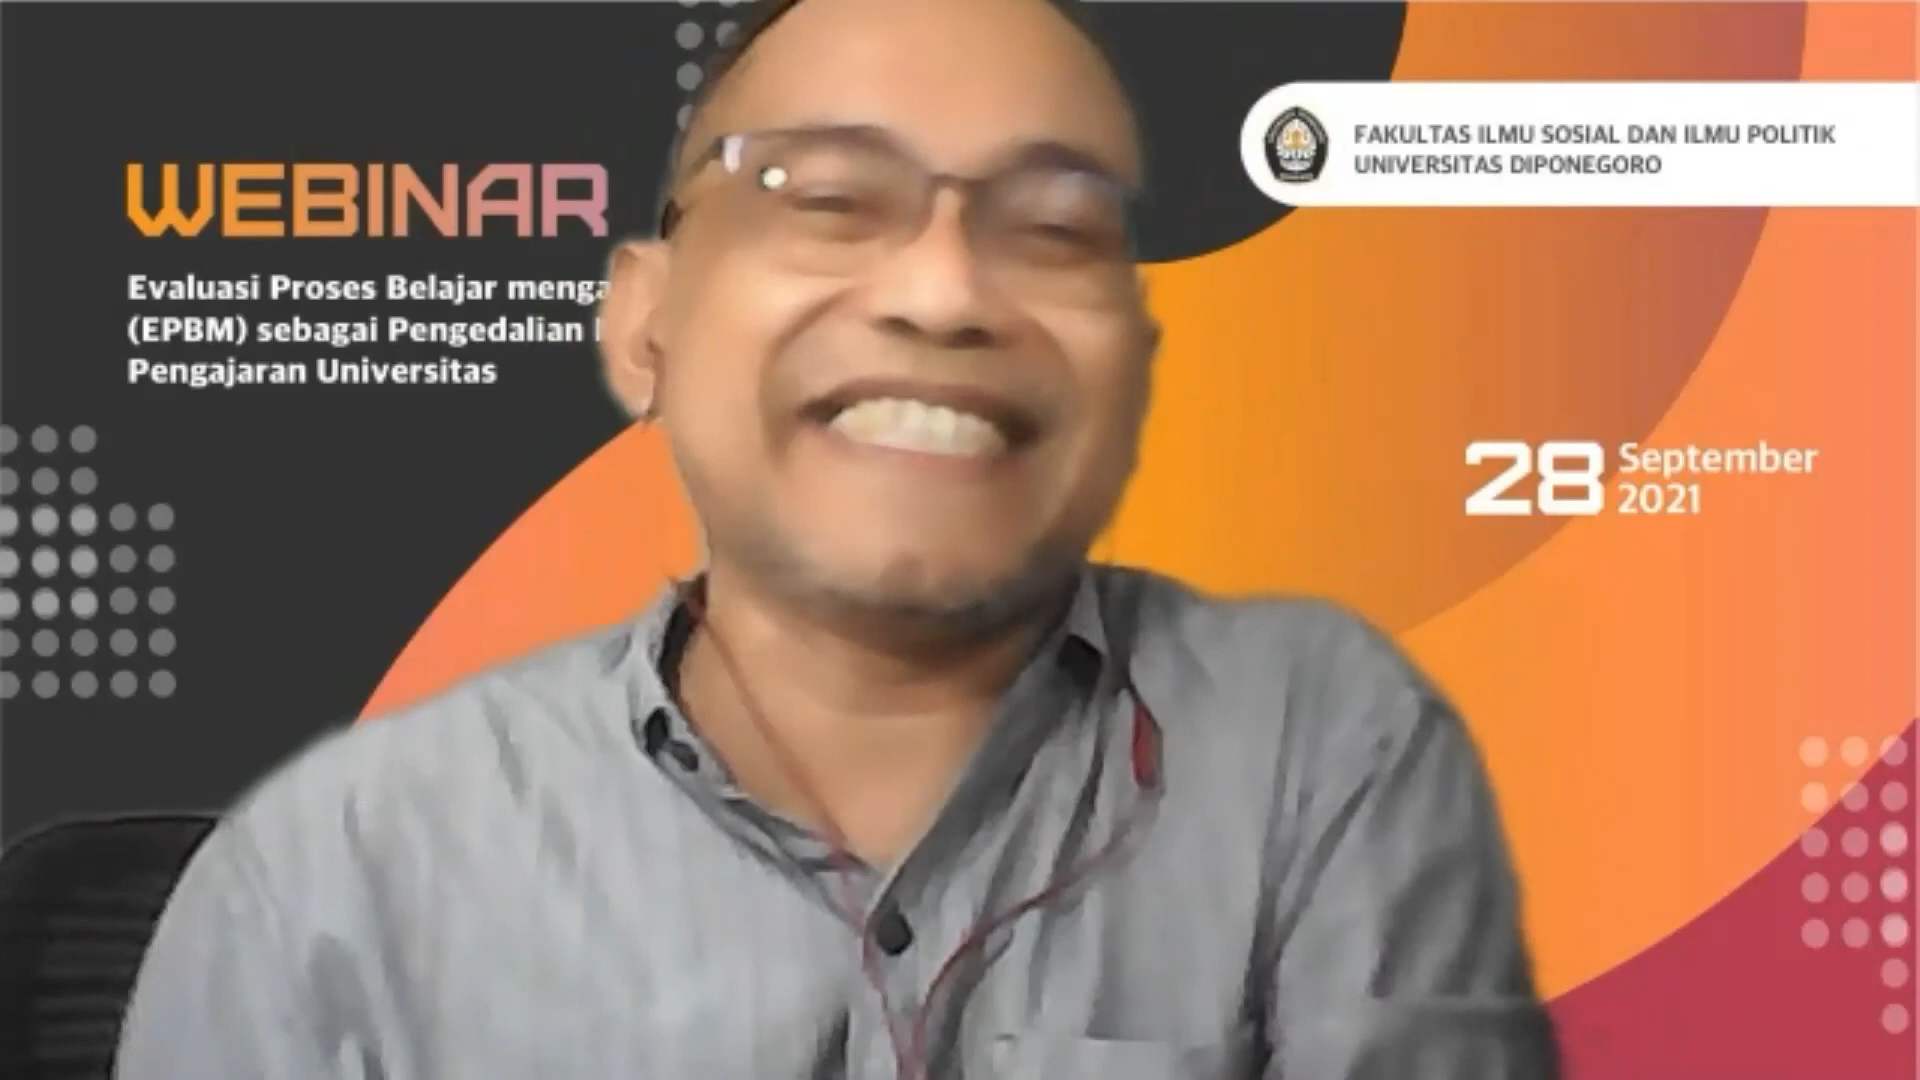 WEBINAR
Evaluasi Proses Belajar menga
(EPBM) sebagai Pengedalian
Pengajaran Universitas
FAKULTAS ILMU SOSIAL DAN ILMU POLITIK
UNIVERSITAS DIPONEGORO
28 September
2021